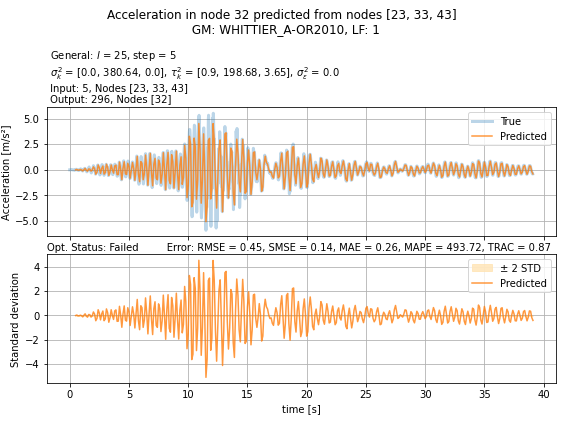 Acceleration in node 32 predicted from nodes [23, 33, 43]
GM: WHITTIER_A-OR2010, LF: 1
General: l = 25, step = 5
σ²ₖ = [0.0, 380.64, 0.0], τ²ₖ = [0.9, 198.68, 3.65], σ²ε = 0.0
Input: 5, Nodes [23, 33, 43]
Output: 296, Nodes [32]
5.0
2.5
0.0
−2.5
−5.0
Acceleration [m/s²]
True
Predicted
Opt. Status: Failed
Error: RMSE = 0.45, SMSE = 0.14, MAE = 0.26, MAPE = 493.72, TRAC = 0.87
4
2
0
−2
−4
Standard deviation
± 2 STD
Predicted
0 5 10 15 20 25 30 35 40
time [s]